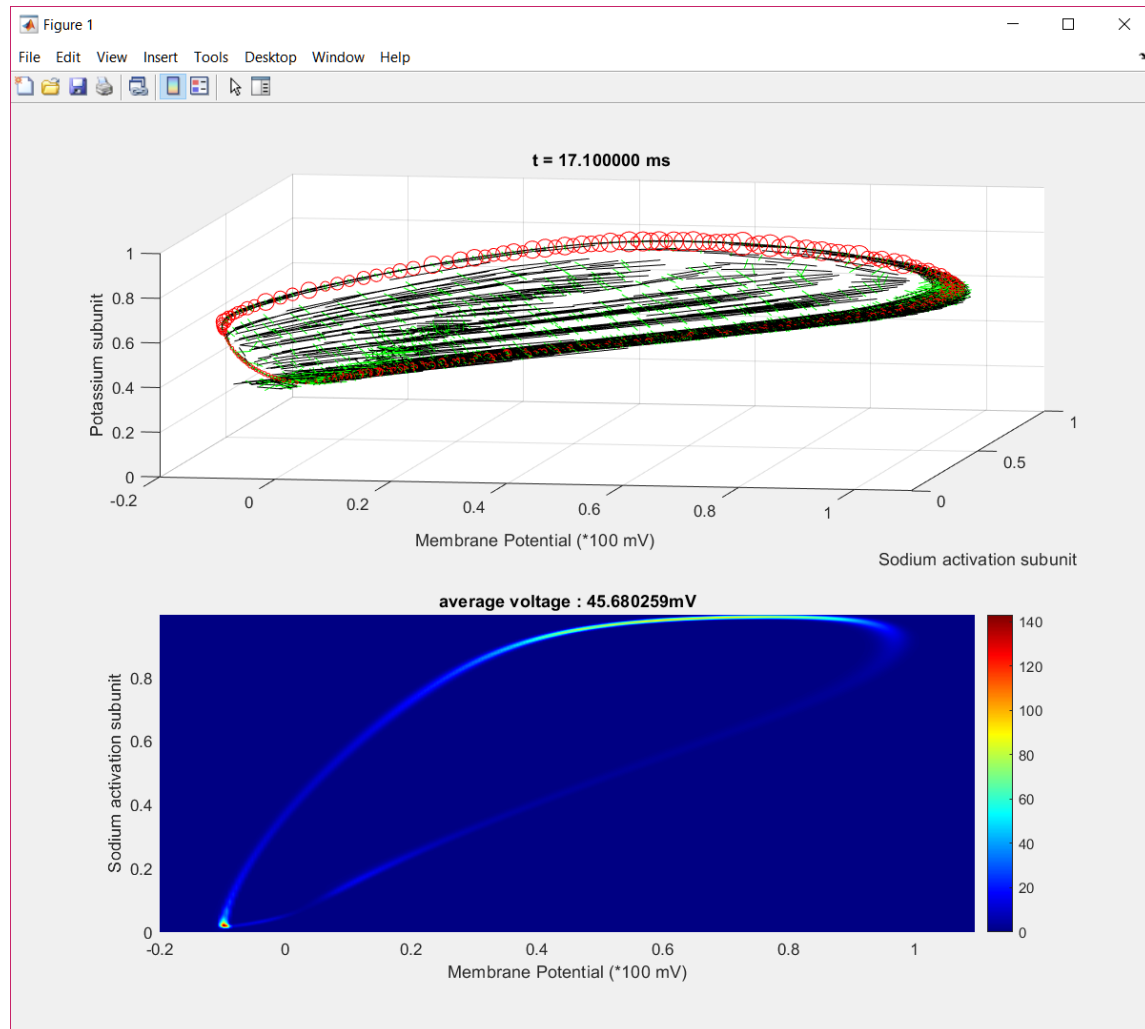 Figure 1
File Edit View Insert Tools Desktop Window Help
t = 17.100000 ms
1
0.8
0.6
0.4
0.2
0
Potassium subunit
-0.2 0 0.2 0.4 0.6 0.8 1
Membrane Potential (*100 mV)
0 0.5 1
Sodium activation subunit
average voltage : 45.680259mV
0.8
0.6
0.4
0.2
0
Sodium activation subunit
-0.2 0 0.2 0.4 0.6 0.8 1
Membrane Potential (*100 mV)
140
120
100
80
60
40
20
0